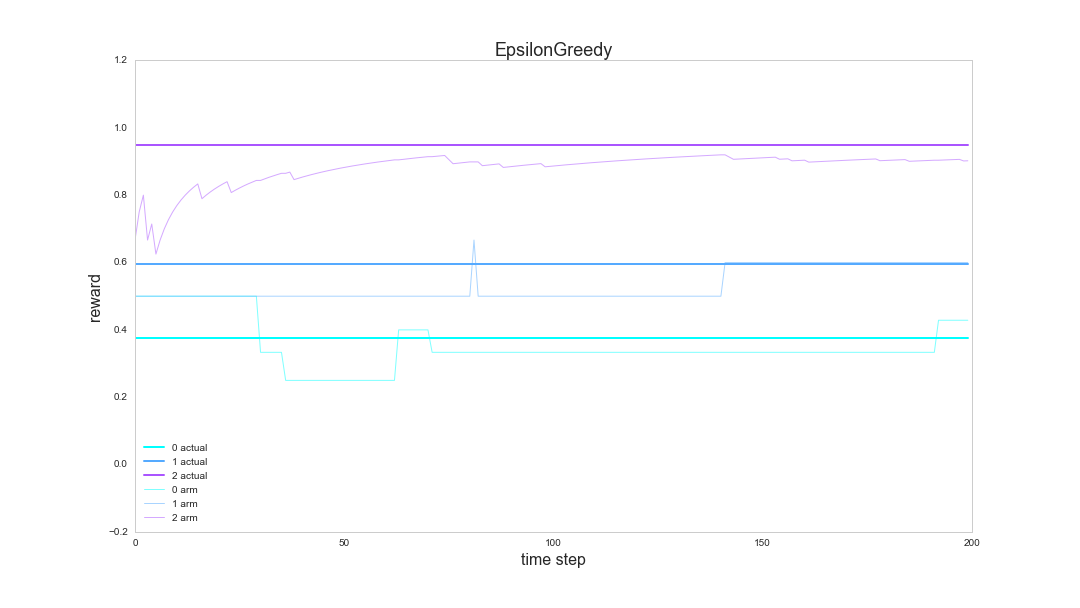 EpsilonGreedy
1.2
1.0
0.8
0.6
0.4
0.2
0.0
−0.2
reward
0 actual
1 actual
2 actual
0 arm
1 arm
2 arm
0 50 100 150 200
time step